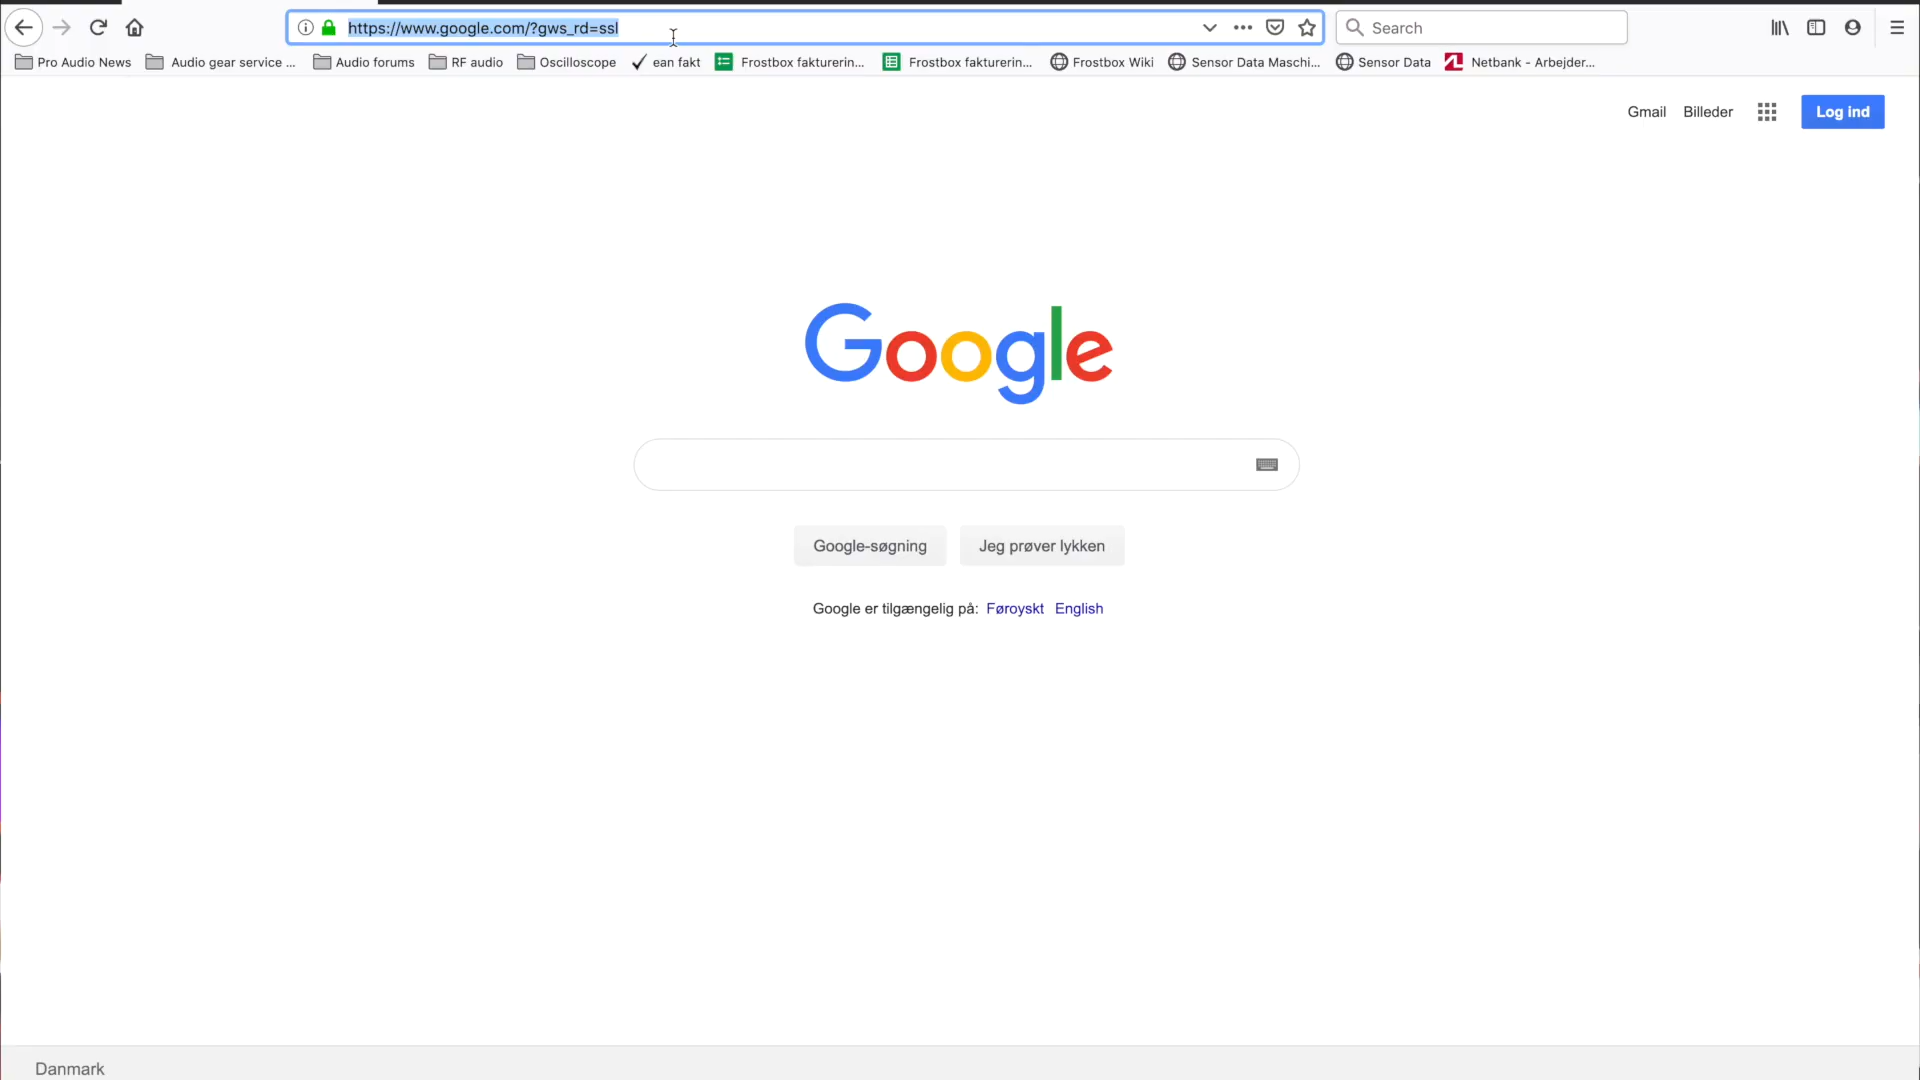 https://www.google.com/?gws_rd=ssl
Search
Pro Audio News Audio gear service ... Audio forums RF audio Oscilloscope ean fakt Frostbox fakturerin... Frostbox fakturerin... Frostbox Wiki Sensor Data Maschi... Sensor Data Netbank - Arbejder...
Gmail Billeder Log ind
Google
Google-søgning Jeg prøver lykken
Google er tilgængelig på: Føroyskt English
Danmark